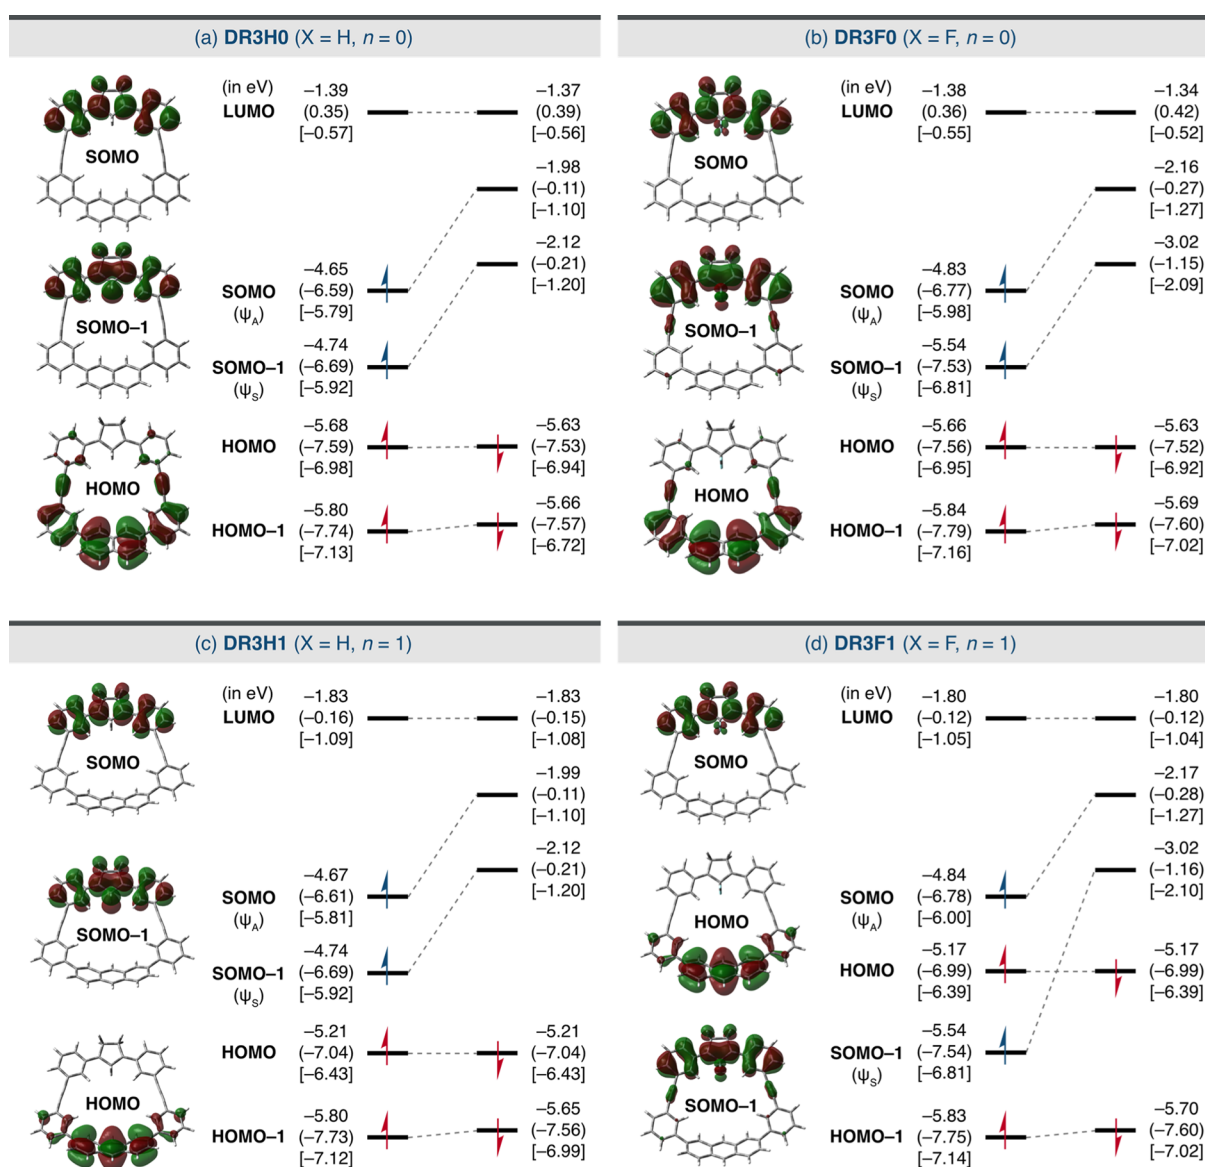 (a) DR3H0 (X = H, n = 0)
(in eV)
LUMO
–1.39
(0.35)
[–0.57]
–1.37
(0.39)
[–0.56]
SOMO
–1.98
(–0.11)
[–1.10]
–2.12
(–0.21)
[–1.20]
SOMO
(ψA)
–4.65
(–6.59)
[–5.79]
SOMO–1
SOMO–1
(ψS)
–4.74
(–6.69)
[–5.92]
HOMO
–5.68
(–7.59)
[–6.98]
–5.63
(–7.53)
[–6.94]
HOMO
HOMO–1
–5.80
(–7.74)
[–7.13]
–5.66
(–7.57)
[–6.72]
(b) DR3F0 (X = F, n = 0)
(in eV)
LUMO
–1.38
(0.36)
[–0.55]
–1.34
(0.42)
[–0.52]
SOMO
–2.16
(–0.27)
[–1.27]
–3.02
(–1.15)
[–2.09]
SOMO
(ψA)
–4.83
(–6.77)
[–5.98]
SOMO–1
SOMO–1
(ψS)
–5.54
(–7.53)
[–6.81]
HOMO
–5.66
(–7.56)
[–6.95]
–5.63
(–7.52)
[–6.92]
HOMO
HOMO–1
–5.84
(–7.79)
[–7.16]
–5.69
(–7.60)
[–7.02]
(c) DR3H1 (X = H, n = 1)
(in eV)
LUMO
–1.83
(–0.16)
[–1.09]
–1.83
(–0.15)
[–1.08]
SOMO
–1.99
(–0.11)
[–1.10]
–2.12
(–0.21)
[–1.20]
SOMO
(ψA)
–4.67
(–6.61)
[–5.81]
SOMO–1
SOMO–1
(ψS)
–4.74
(–6.69)
[–5.92]
HOMO
–5.21
(–7.04)
[–6.43]
–5.21
(–7.04)
[–6.43]
HOMO
HOMO–1
–5.80
(–7.73)
[–7.12]
–5.65
(–7.56)
[–6.99]
(d) DR3F1 (X = F, n = 1)
(in eV)
LUMO
–1.80
(–0.12)
[–1.05]
–1.80
(–0.12)
[–1.04]
SOMO
–2.17
(–0.28)
[–1.27]
–3.02
(–1.16)
[–2.10]
SOMO
(ψA)
–4.84
(–6.78)
[–6.00]
HOMO
HOMO
–5.17
(–6.99)
[–6.39]
–5.17
(–6.99)
[–6.39]
SOMO–1
(ψS)
–5.54
(–7.54)
[–6.81]
SOMO–1
HOMO–1
–5.83
(–7.75)
[–7.14]
–5.70
(–7.60)
[–7.02]